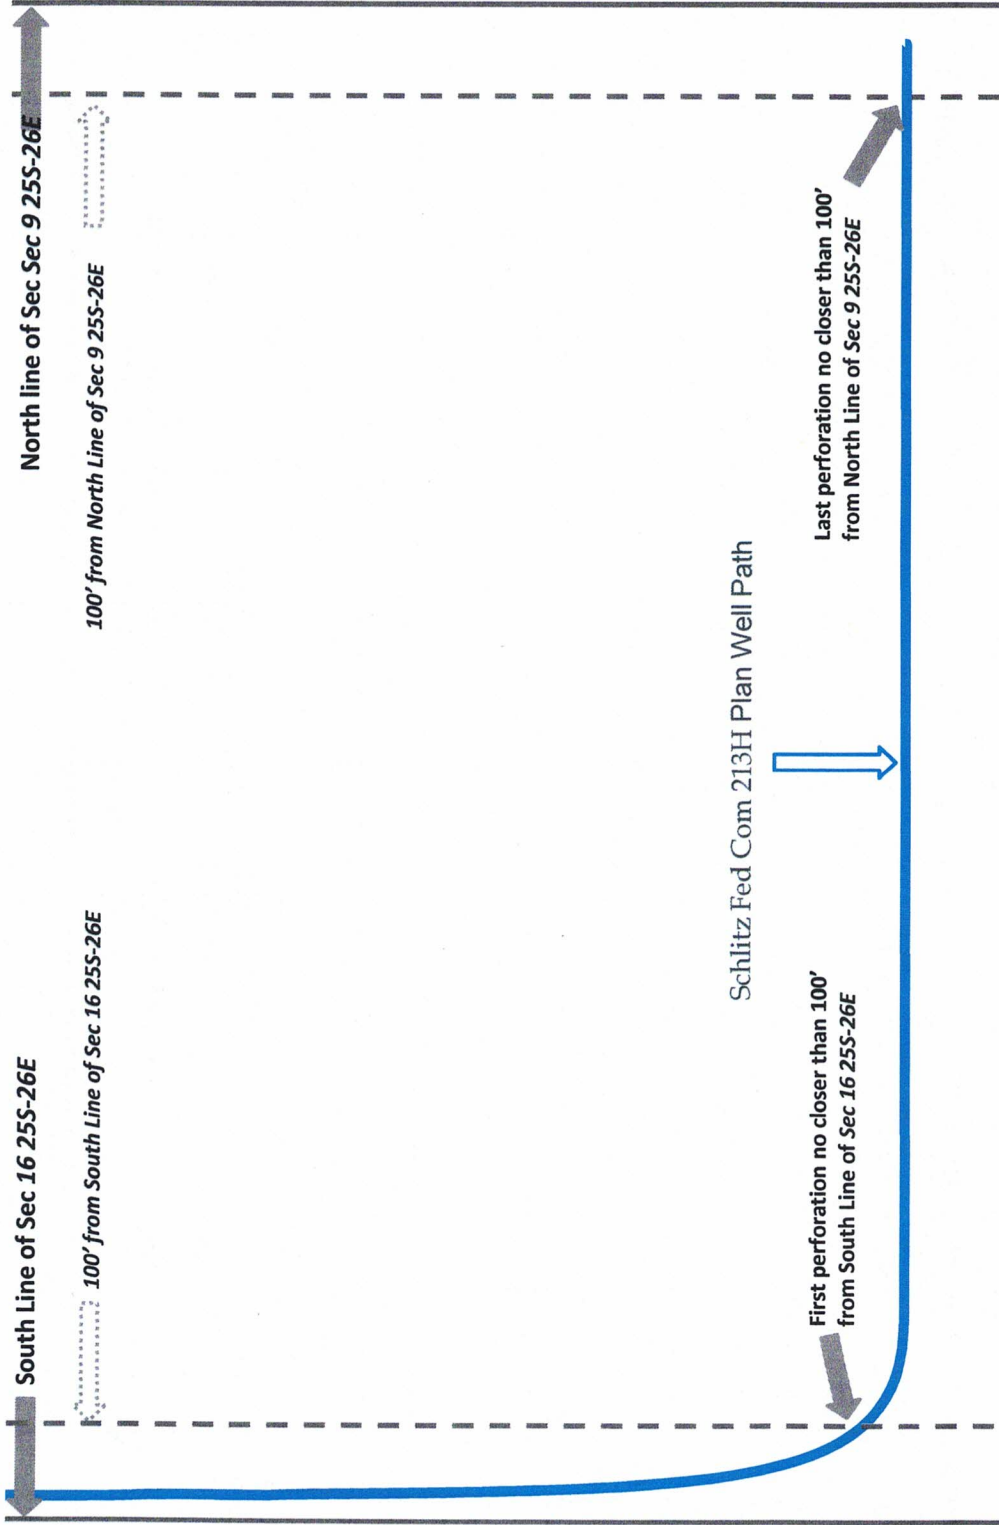 South Line of Sec 16 25S-26E
North line of Sec Sec 9 25S-26E
100’ from South Line of Sec 16 25S-26E
100’ from North Line of Sec 9 25S-26E
Schlitz Fed Com 213H Plan Well Path
First perforation no closer than 100’
from South Line of Sec 16 25S-26E
Last perforation no closer than 100’
from North Line of Sec 9 25S-26E